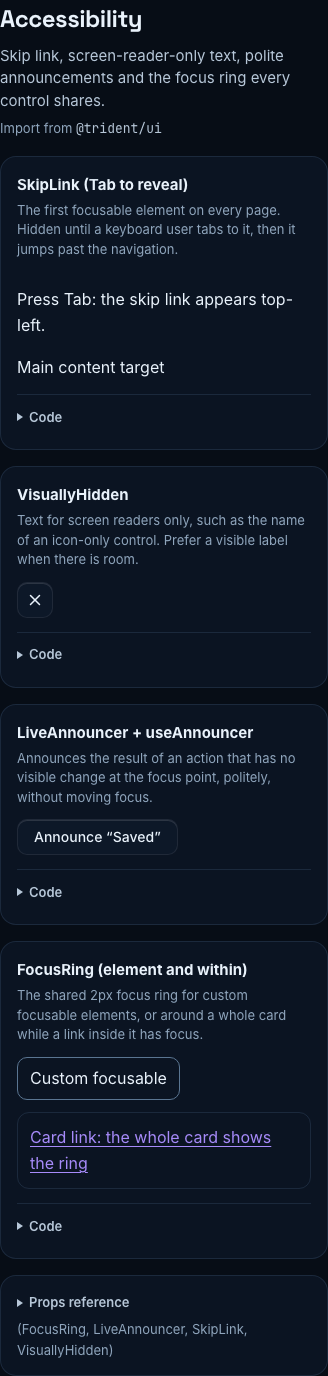 Accessibility
Skip link, screen-reader-only text, polite
announcements and the focus ring every
control shares.
Import from @trident/ui
SkipLink (Tab to reveal)
The first focusable element on every page.
Hidden until a keyboard user tabs to it, then it
jumps past the navigation.
Press Tab: the skip link appears top-
left.
Main content target
Code
VisuallyHidden
Text for screen readers only, such as the name
of an icon-only control. Prefer a visible label
when there is room.
Code
LiveAnnouncer + useAnnouncer
Announces the result of an action that has no
visible change at the focus point, politely,
without moving focus.
Announce “Saved”
Code
FocusRing (element and within)
The shared 2px focus ring for custom
focusable elements, or around a whole card
while a link inside it has focus.
Custom focusable
Card link: the whole card shows
the ring
Code
Props reference
(FocusRing, LiveAnnouncer, SkipLink,
VisuallyHidden)